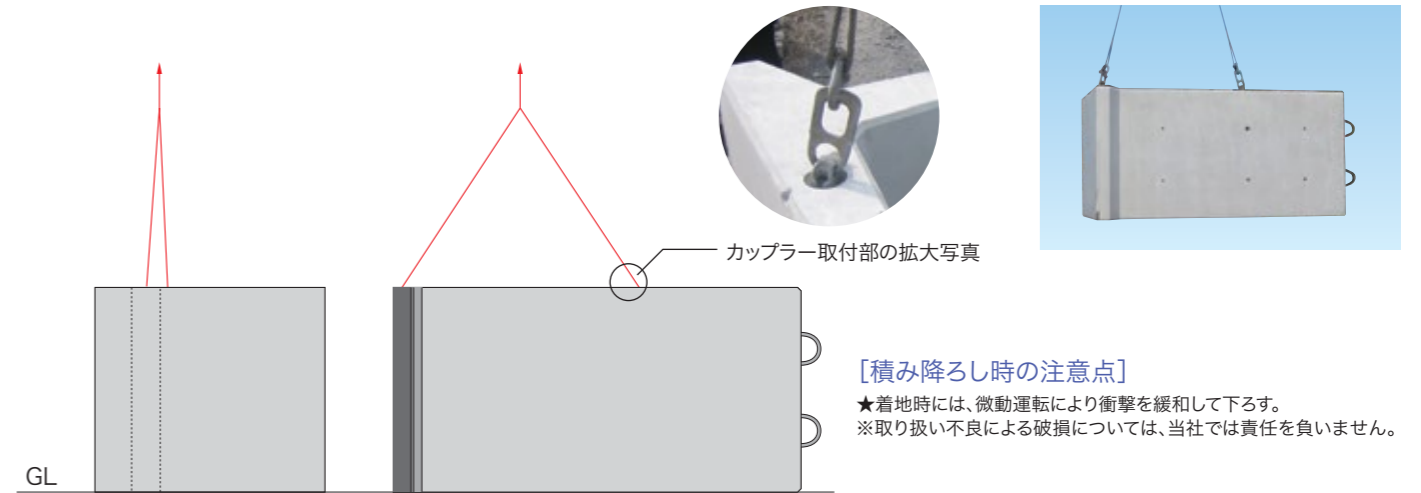 カップラー取付部の拡大写真
[積み降ろし時の注意点]
★着地時には、微動運転により衝撃を緩和して下ろす。
※取り扱い不良による破損については、当社では責任を負いません。
GL